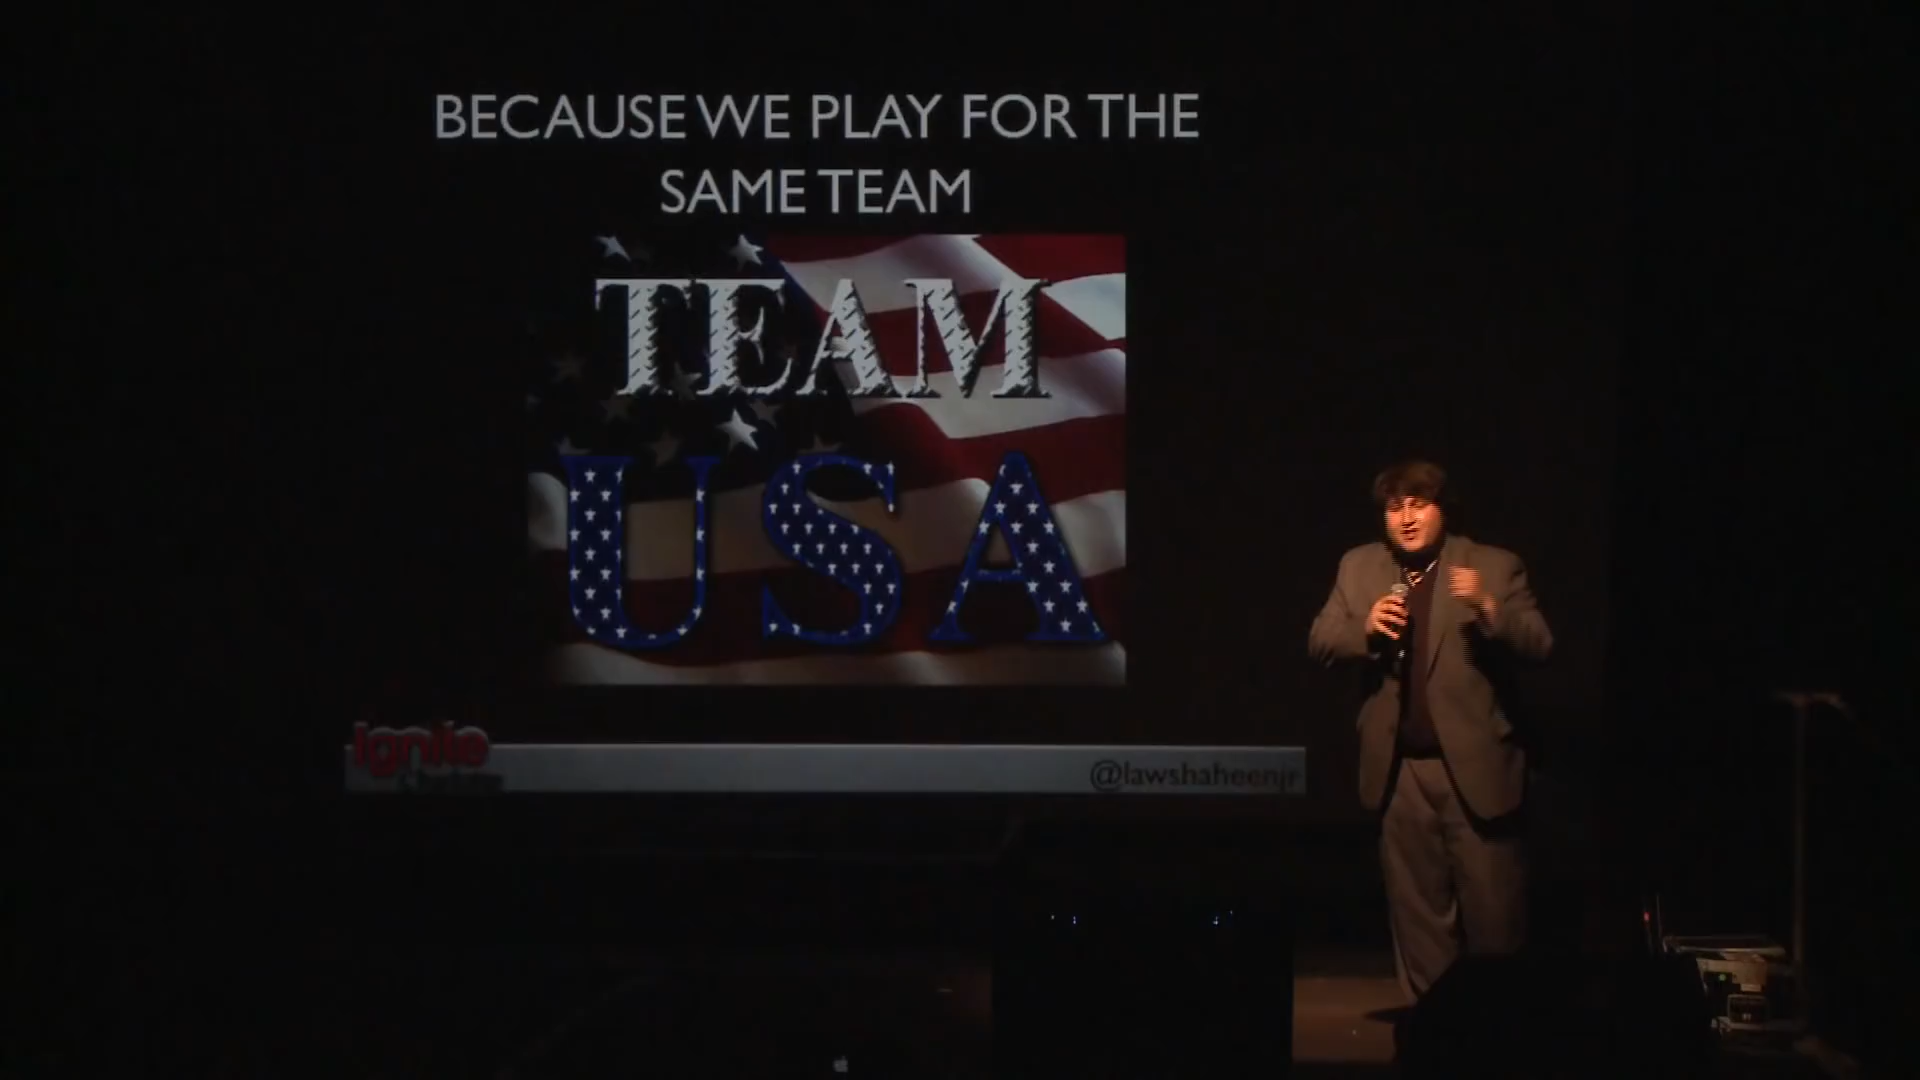 BECAUSE WE PLAY FOR THE
SAME TEAM
TEAM
USA
ignite
@lawshaheenjr